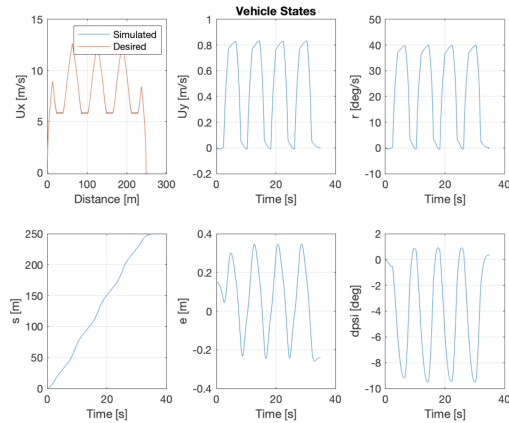 Vehicle States
15
10
5
0
Ux [m/s]
Simulated
Desired
0 100 200 300
Distance [m]
1
0.8
0.6
0.4
0.2
0
-0.2
Uy [m/s]
0 20 40
Time [s]
50
40
30
20
10
0
-10
r [deg/s]
0 20 40
Time [s]
250
200
150
100
50
0
s [m]
0 20 40
Time [s]
0.4
0.2
0
-0.2
-0.4
e [m]
0 20 40
Time [s]
2
0
-2
-4
-6
-8
-10
dpsi [deg]
0 20 40
Time [s]